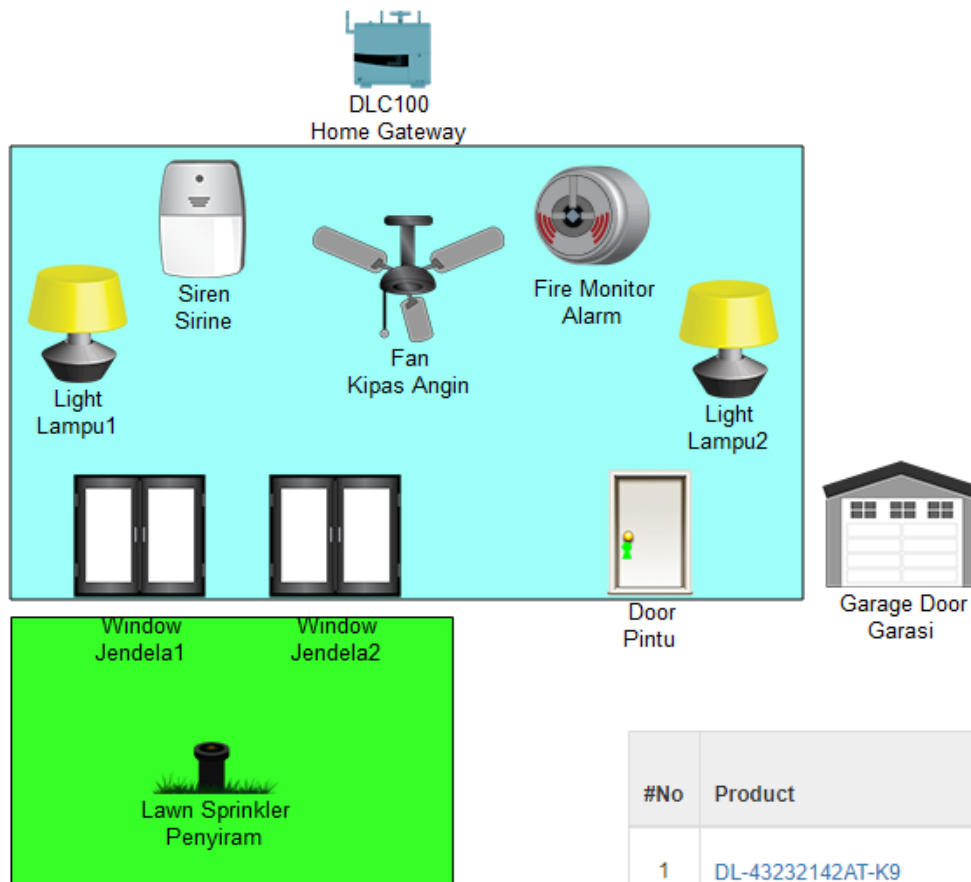 DLC100
Home Gateway
Siren
Sirine
Fire Monitor
Alarm
Fan
Kipas Angin
Light
Lampu1
Light
Lampu2
Window
Jendela1
Window
Jendela2
Door
Pintu
Garage Door
Garasi
Lawn Sprinkler
Penyiram
#No Product
1 DL-43232142AT-K9